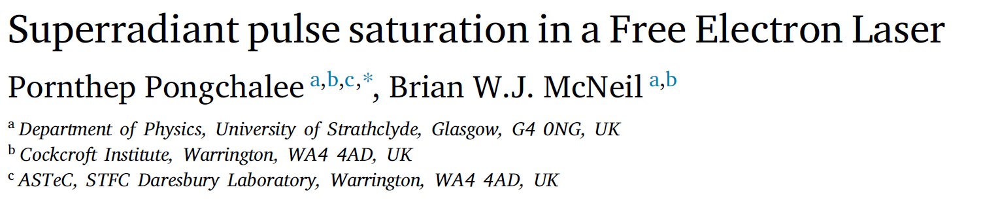 Superradiant pulse saturation in a Free Electron Laser
Pornthep Pongchalee a,b,c,*, Brian W.J. McNeil a,b
a Department of Physics, University of Strathclyde, Glasgow, G4 0NG, UK
b Cockcroft Institute, Warrington, WA4 4AD, UK
c ASTeC, STFC Daresbury Laboratory, Warrington, WA4 4AD, UK